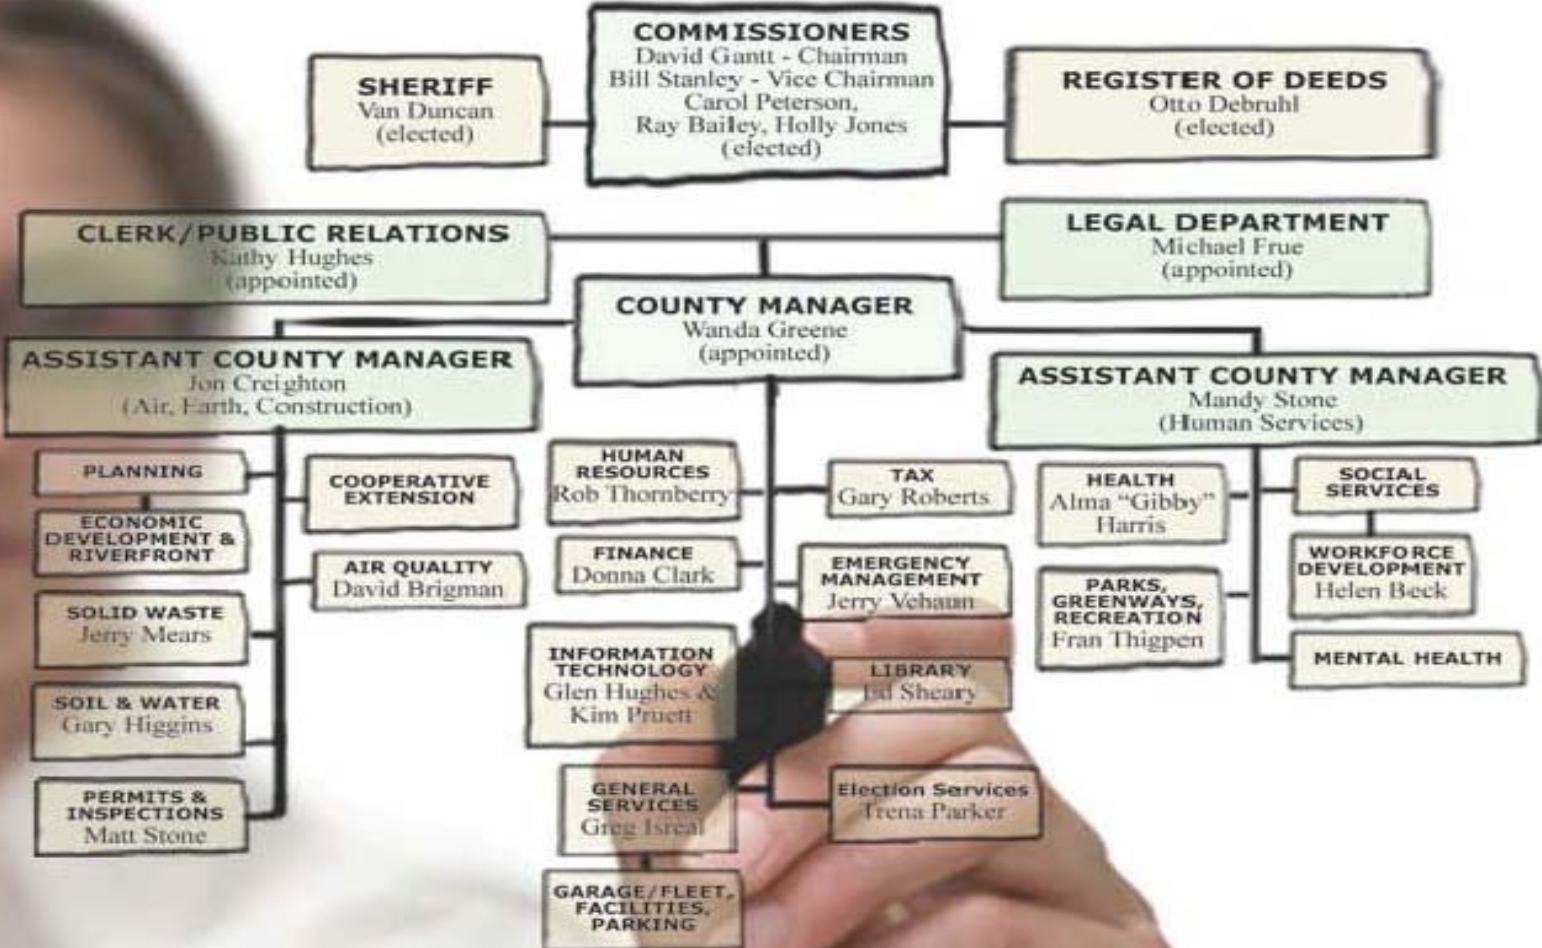 COMMISSIONERS
David Gantt - Chairman
Bill Stanley - Vice Chairman
Carol Peterson,
Ray Bailey, Holly Jones
(elected)
SHERIFF
Van Duncan
(elected)
REGISTER OF DEEDS
Otto Debruhl
(elected)
CLERK/PUBLIC RELATIONS
Kathy Hughes
(appointed)
LEGAL DEPARTMENT
Michael Frue
(appointed)
COUNTY MANAGER
Wanda Greene
(appointed)
ASSISTANT COUNTY MANAGER
Jon Creighton
(Air, Earth, Construction)
ASSISTANT COUNTY MANAGER
Mandy Stone
(Human Services)
PLANNING
ECONOMIC
DEVELOPMENT &
RIVERFRONT
SOLID WASTE
Jerry Mears
SOIL & WATER
Gary Higgins
PERMITS &
INSPECTIONS
Matt Stone
COOPERATIVE
EXTENSION
AIR QUALITY
David Brigman
HUMAN
RESOURCES
Rob Thornberry
FINANCE
Donna Clark
INFORMATION
TECHNOLOGY
Glen Hughes &
Kim Pruett
GENERAL
SERVICES
Greg Isreal
GARAGE/FLEET,
FACILITIES,
PARKING
TAX
Gary Roberts
EMERGENCY
MANAGEMENT
Jerry Vehaun
LIBRARY
Ed Sheary
Election Services
Trena Parker
HEALTH
Alma “Gibby”
Harris
PARKS,
GREENWAYS,
RECREATION
Fran Thigpen
SOCIAL
SERVICES
WORKFORCE
DEVELOPMENT
Helen Beck
MENTAL HEALTH